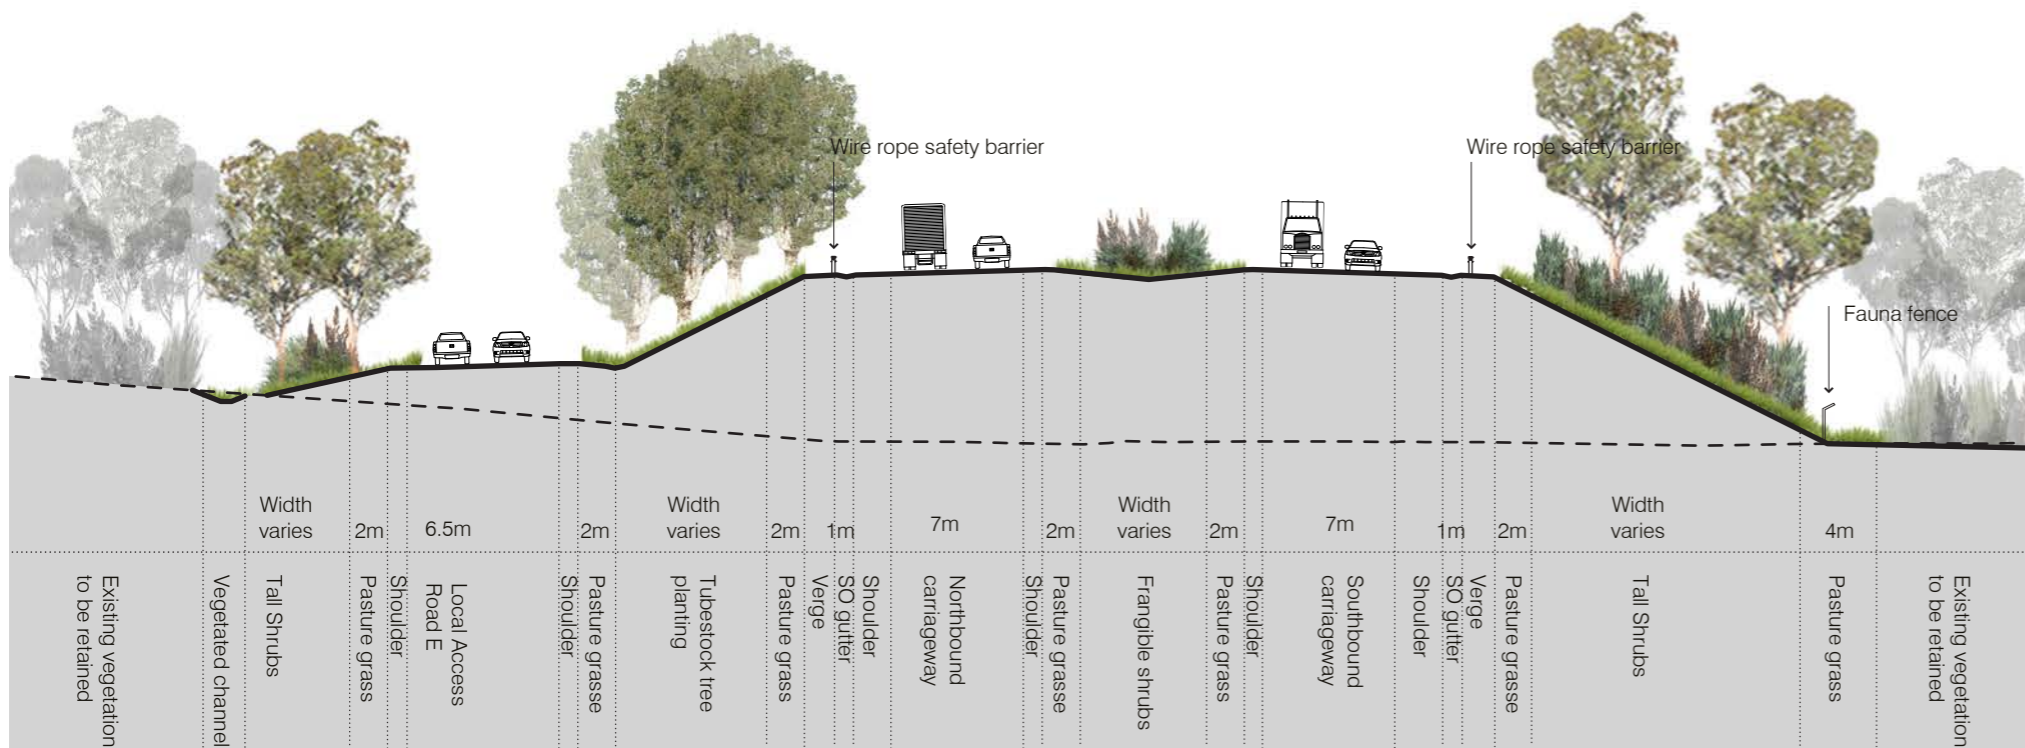 Wire rope safety barrier
Wire rope safety barrier
Fauna fence
Width
varies
2m
6.5m
2m
Width
varies
2m
1m
7m
2m
Width
varies
2m
7m
1m
2m
Width
varies
4m
Existing vegetation
to be retained
Vegetated channel
Tall Shrubs
Pasture grass
Shoulder
Local Access
Road E
Shoulder
Pasture grasse
Tubestock tree
planting
Pasture grass
Verge
SO gutter
Shoulder
Northbound
carriageway
Shoulder
Pasture grasse
Frangible shrubs
Pasture grass
Shoulder
Southbound
carriageway
Shoulder
SO gutter
Verge
Pasture grasse
Tall Shrubs
Pasture grass
Existing vegetation
to be retained